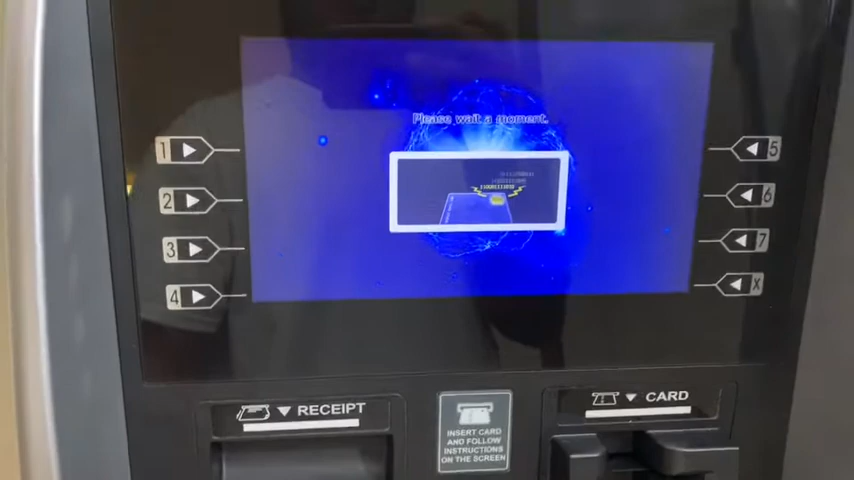 Please wait a moment.
1
2
3
4
5
6
7
X
RECEIPT
INSERT CARD
AND FOLLOW
INSTRUCTIONS
ON THE SCREEN
CARD